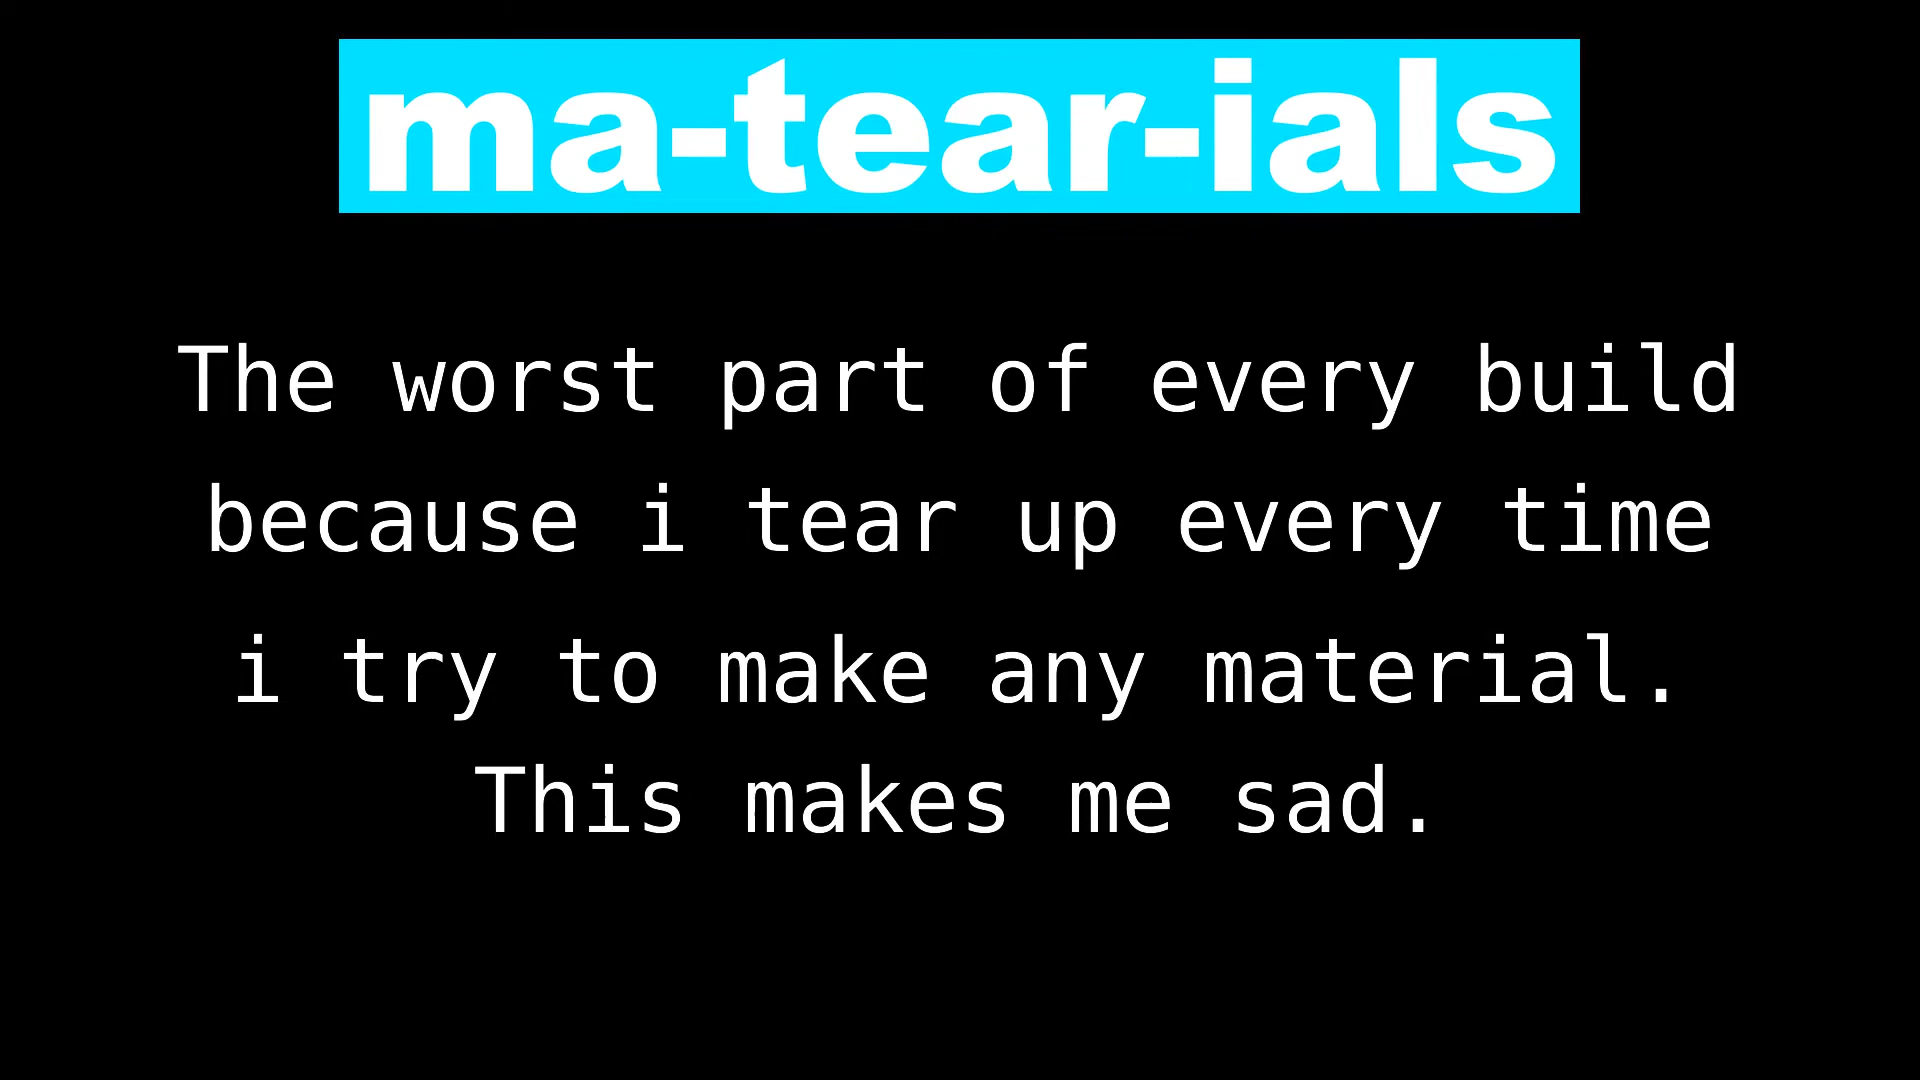 ma-tear-ials
The worst part of every build
because i tear up every time
i try to make any material.
This makes me sad.